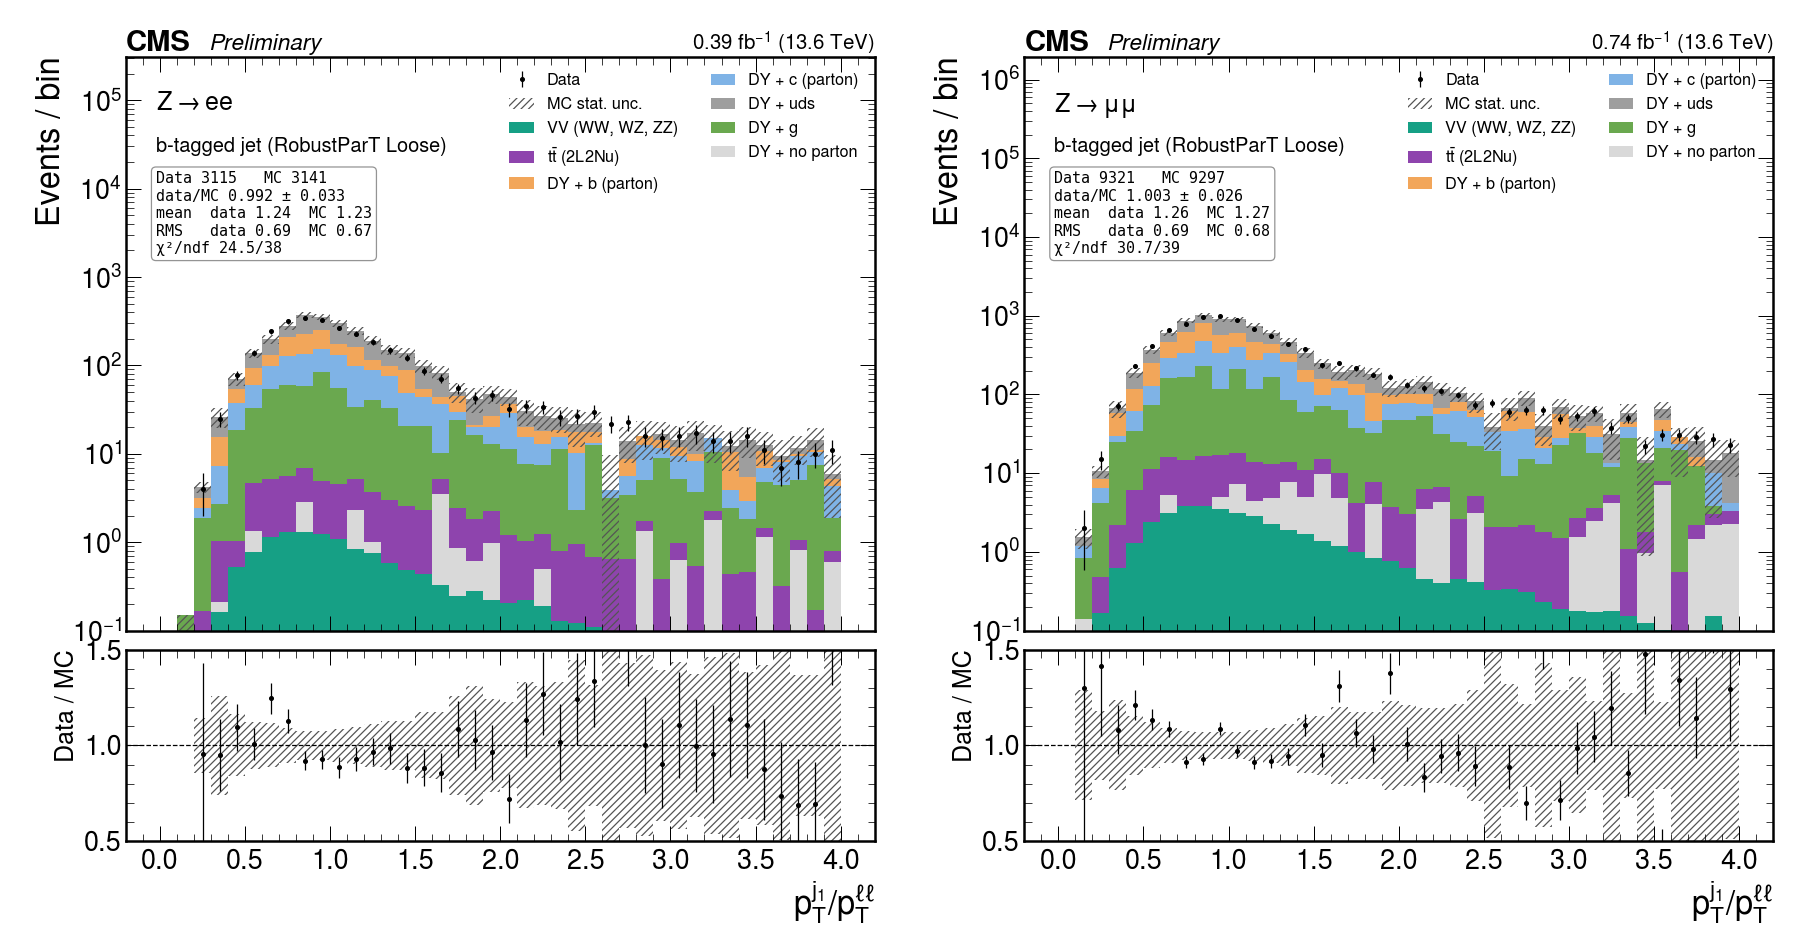 CMS Preliminary 0.39 fb⁻¹ (13.6 TeV)
Events / bin
Z → ee
b-tagged jet (RobustParT Loose)
Data 3115 MC 3141
data/MC 0.992 ± 0.033
mean data 1.24 MC 1.23
RMS data 0.69 MC 0.67
χ²/ndf 24.5/38
Data
MC stat. unc.
VV (WW, WZ, ZZ)
tt̄ (2L2Nu)
DY + b (parton)
DY + c (parton)
DY + uds
DY + g
DY + no parton
10⁵
10⁴
10³
10²
10¹
10⁰
10⁻¹
Data / MC
1.5
1.0
0.5
0.0 0.5 1.0 1.5 2.0 2.5 3.0 3.5 4.0
p_T^{j₁}/p_T^{ℓℓ}
CMS Preliminary 0.74 fb⁻¹ (13.6 TeV)
Events / bin
Z → μμ
b-tagged jet (RobustParT Loose)
Data 9321 MC 9297
data/MC 1.003 ± 0.026
mean data 1.26 MC 1.27
RMS data 0.69 MC 0.68
χ²/ndf 30.7/39
Data
MC stat. unc.
VV (WW, WZ, ZZ)
tt̄ (2L2Nu)
DY + b (parton)
DY + c (parton)
DY + uds
DY + g
DY + no parton
10⁶
10⁵
10⁴
10³
10²
10¹
10⁰
10⁻¹
Data / MC
1.5
1.0
0.5
0.0 0.5 1.0 1.5 2.0 2.5 3.0 3.5 4.0
p_T^{j₁}/p_T^{ℓℓ}